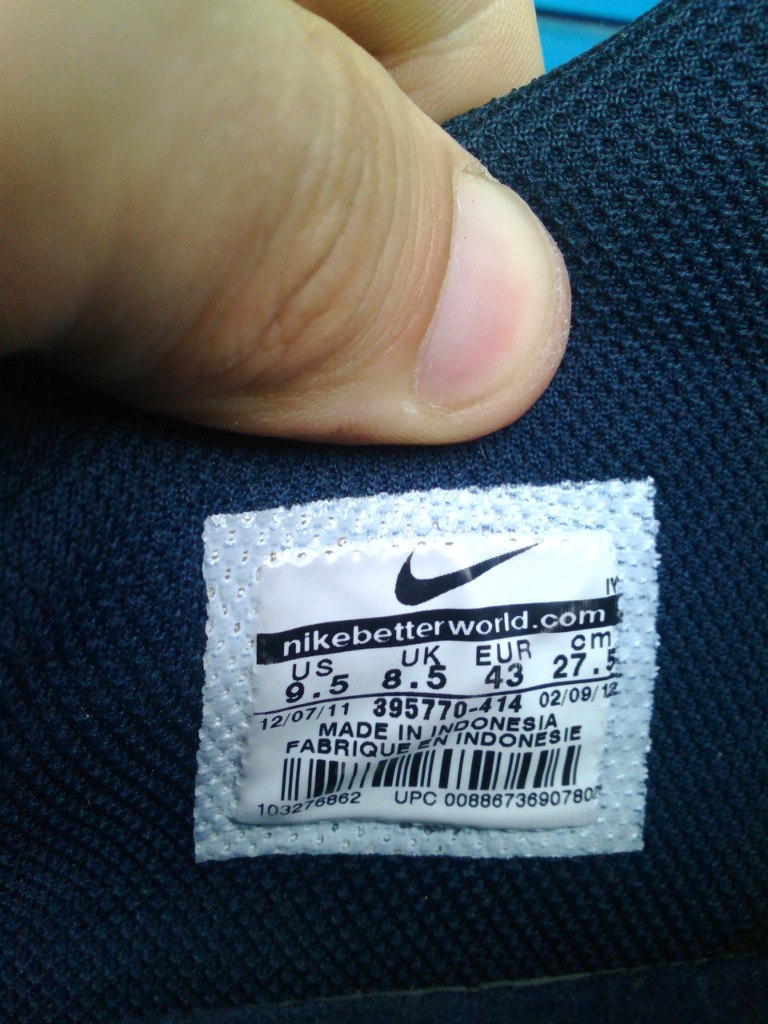 IY
nikebetterworld.com
US UK EUR cm
9.5 8.5 43 27.5
12/07/11 395770-414 02/09/12
MADE IN INDONESIA
FABRIQUE EN INDONESIE
103276862 UPC 00886736907802